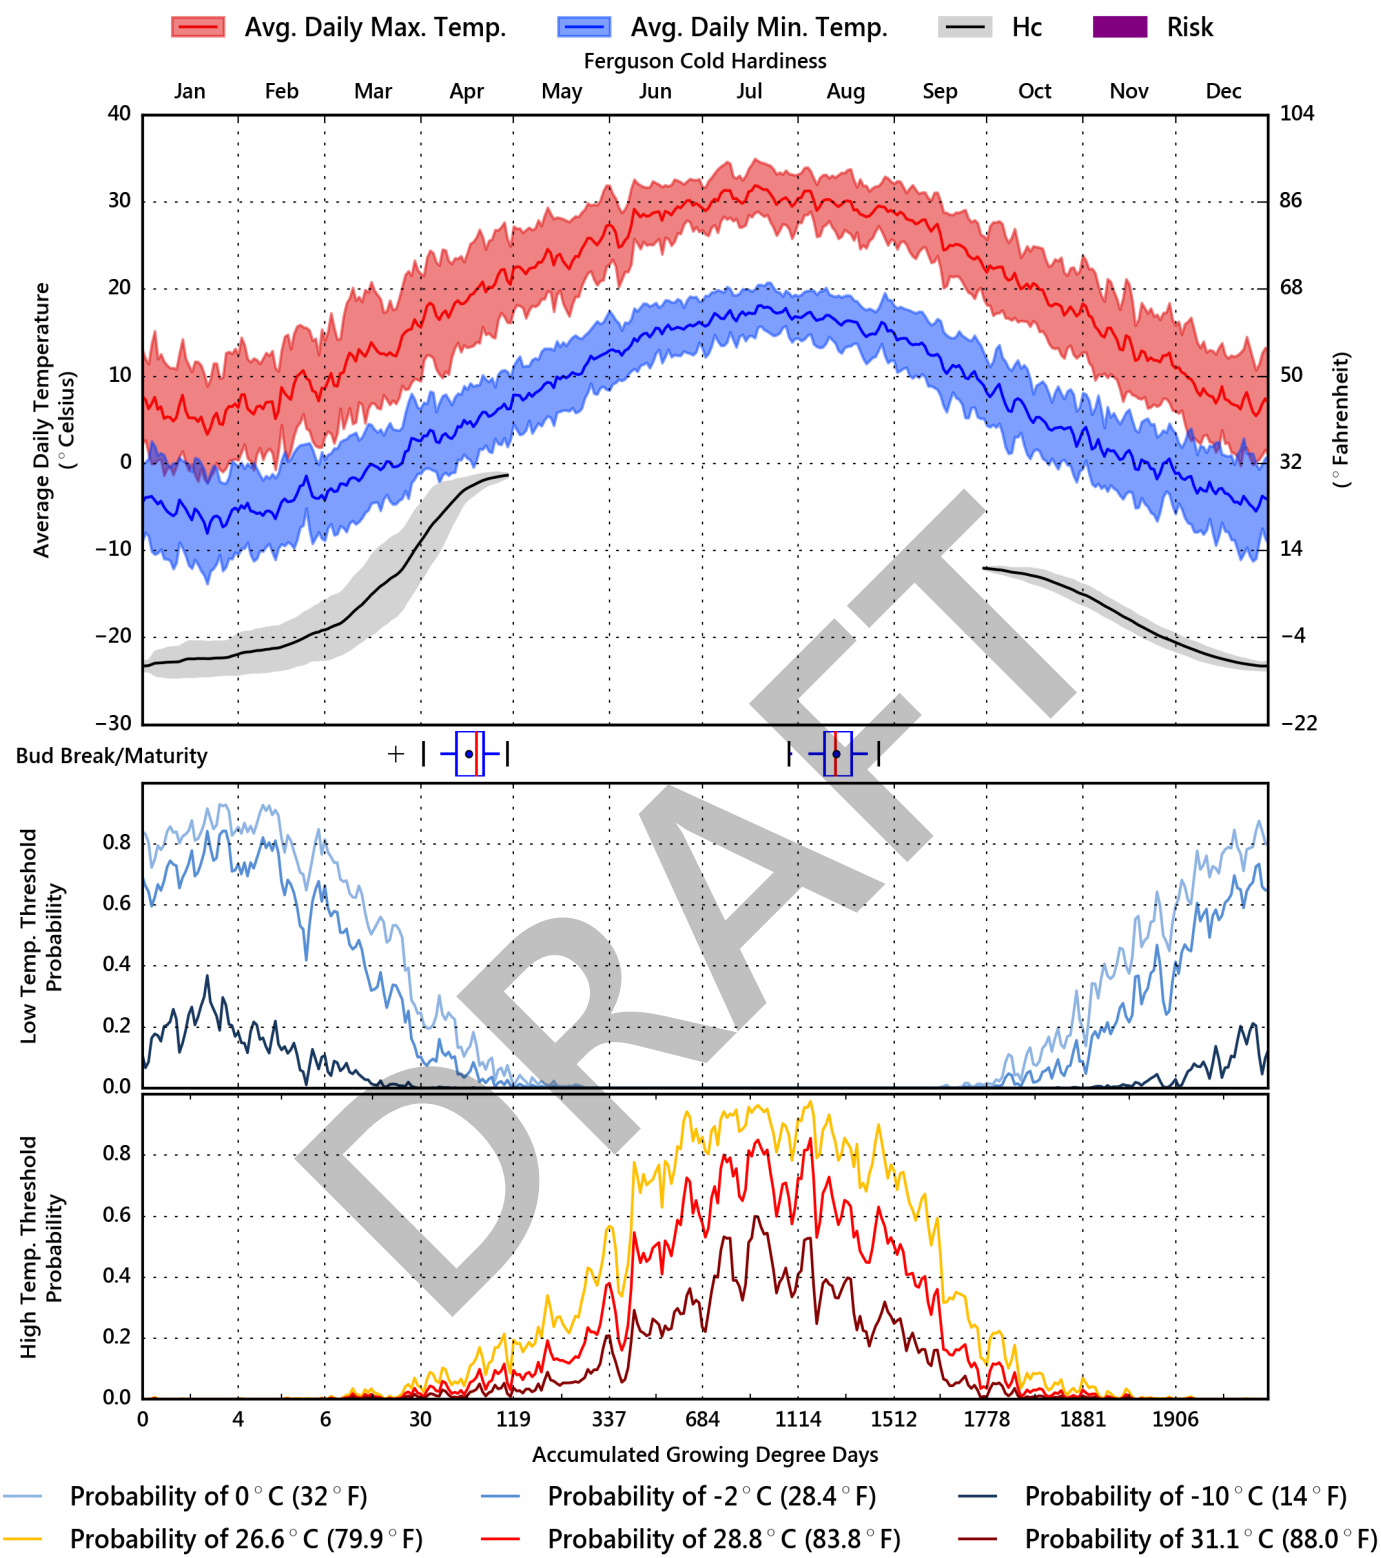 Avg. Daily Max. Temp. Avg. Daily Min. Temp. Hc Risk
Ferguson Cold Hardiness
Jan Feb Mar Apr May Jun Jul Aug Sep Oct Nov Dec
40 104
30 86
20 68
10 50
0 32
−10 14
−20 −4
−30 −22
Average Daily Temperature
(°Celsius)
(°Fahrenheit)
Bud Break/Maturity
0.8
0.6
0.4
0.2
0.0
Low Temp. Threshold
Probability
0.8
0.6
0.4
0.2
0.0
High Temp. Threshold
Probability
0 4 6 30 119 337 684 1114 1512 1778 1881 1906
Accumulated Growing Degree Days
DRAFT
Probability of 0°C (32°F) Probability of -2°C (28.4°F) Probability of -10°C (14°F)
Probability of 26.6°C (79.9°F) Probability of 28.8°C (83.8°F) Probability of 31.1°C (88.0°F)